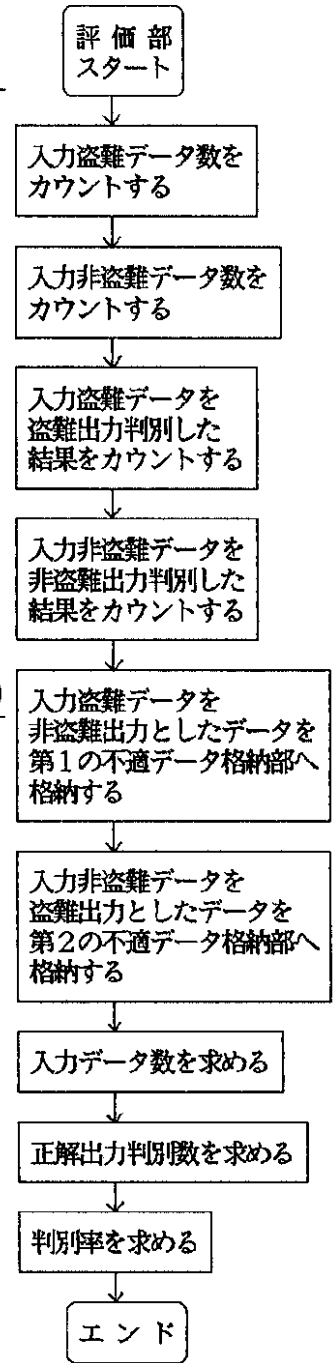 評 価 部
スタート
入力盗難データ数を
カウントする
入力非盗難データ数を
カウントする
入力盗難データを
盗難出力判別した
結果をカウントする
入力非盗難データを
非盗難出力判別した
結果をカウントする
入力盗難データを
非盗難出力としたデータを
第1の不適データ格納部へ
格納する
入力非盗難データを
盗難出力としたデータを
第2の不適データ格納部へ
格納する
入力データ数を求める
正解出力判別数を求める
判別率を求める
エ ン ド